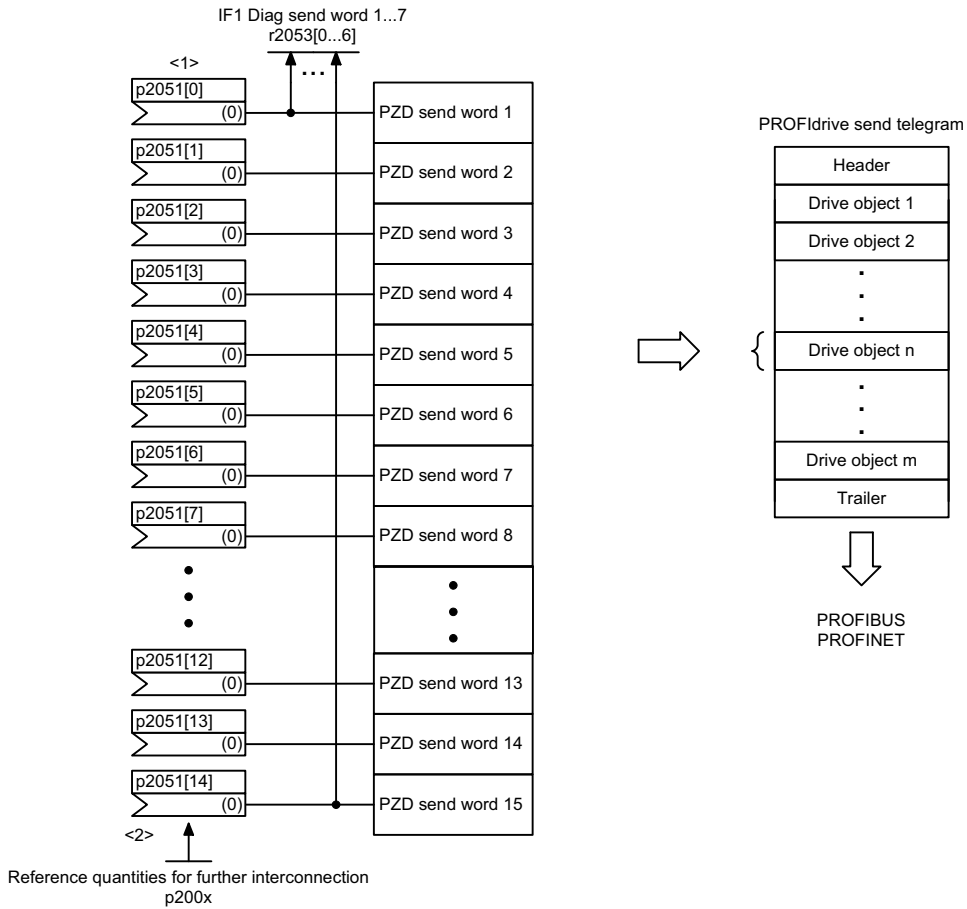 IF1 Diag send word 1...7
r2053[0...6]
<1>
p2051[0]
(0)
PZD send word 1
p2051[1]
(0)
PZD send word 2
p2051[2]
(0)
PZD send word 3
p2051[3]
(0)
PZD send word 4
p2051[4]
(0)
PZD send word 5
p2051[5]
(0)
PZD send word 6
p2051[6]
(0)
PZD send word 7
p2051[7]
(0)
PZD send word 8
p2051[12]
(0)
PZD send word 13
p2051[13]
(0)
PZD send word 14
p2051[14]
(0)
PZD send word 15
<2>
Reference quantities for further interconnection
p200x
PROFIdrive send telegram
Header
Drive object 1
Drive object 2
Drive object n
Drive object m
Trailer
PROFIBUS
PROFINET